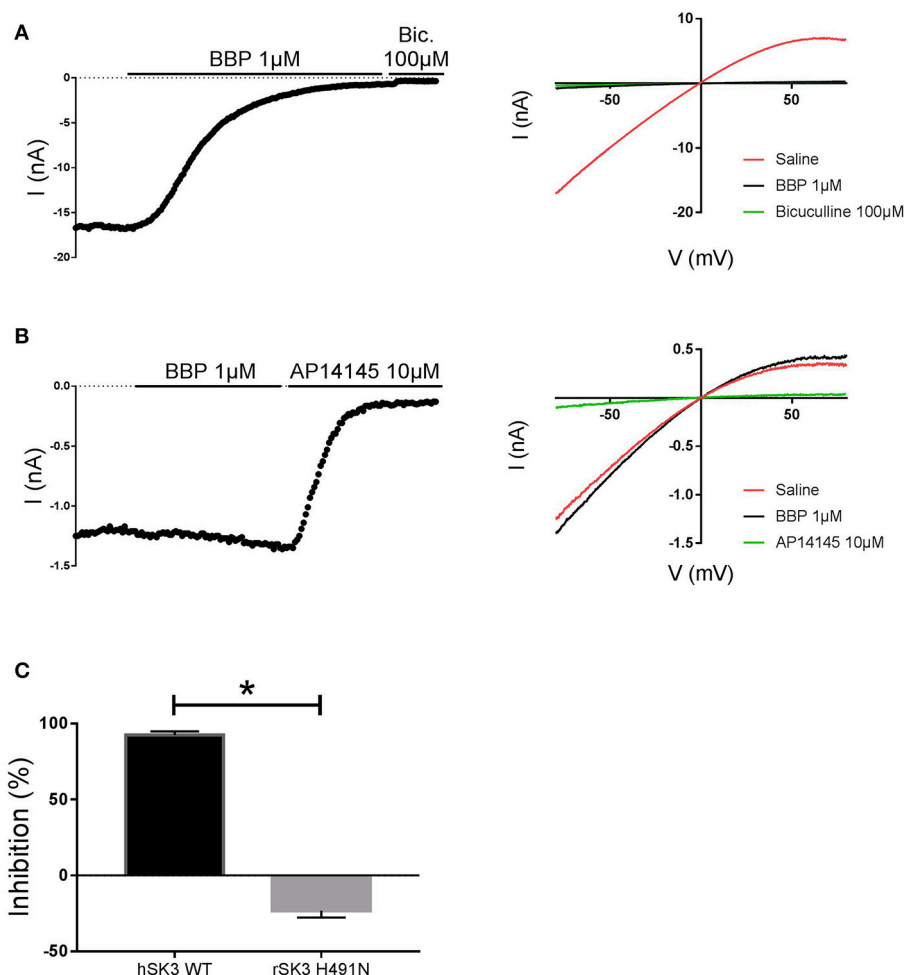 A
BBP 1µM
Bic.
100µM
0
-5
-10
-15
-20
I (nA)
10
-50
50
-10
-20
I (nA)
V (mV)
Saline
BBP 1µM
Bicuculline 100µM
B
BBP 1µM
AP14145 10µM
0.0
-0.5
-1.0
-1.5
I (nA)
0.5
-50
50
-0.5
-1.0
-1.5
I (nA)
V (mV)
Saline
BBP 1µM
AP14145 10µM
C
*
100
50
0
-50
Inhibition (%)
hSK3 WT
rSK3 H491N